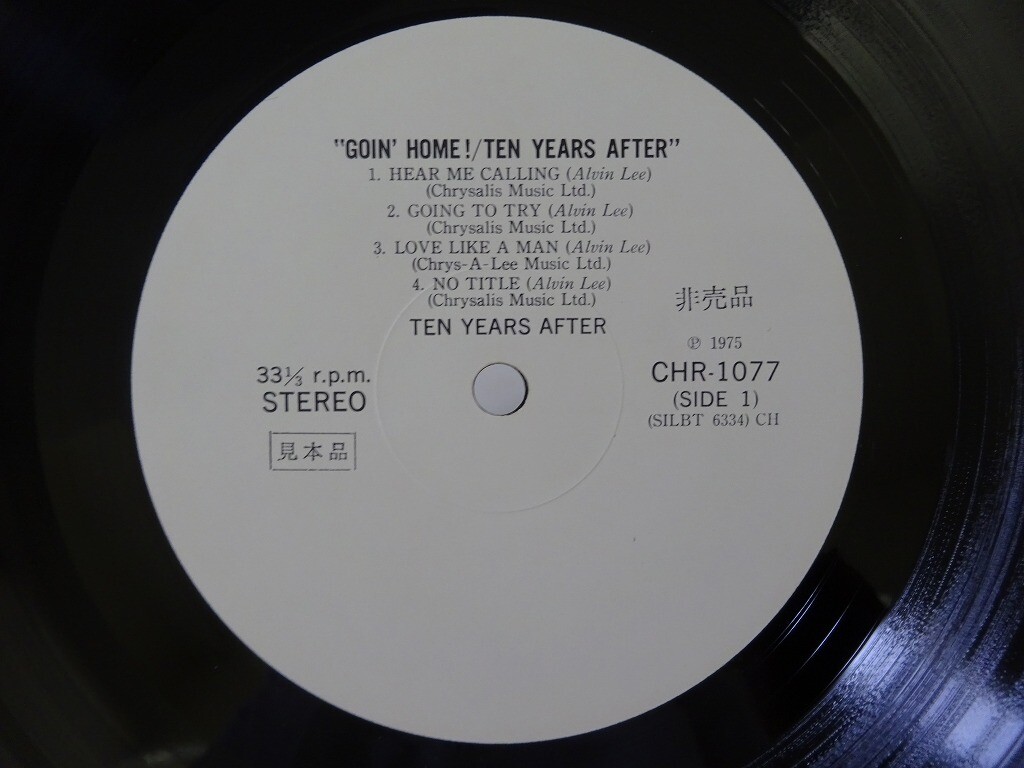 "GOIN' HOME!/TEN YEARS AFTER"
1. HEAR ME CALLING (Alvin Lee)
(Chrysalis Music Ltd.)
2. GOING TO TRY (Alvin Lee)
(Chrysalis Music Ltd.)
3. LOVE LIKE A MAN (Alvin Lee)
(Chrys-A-Lee Music Ltd.)
4. NO TITLE (Alvin Lee)
(Chrysalis Music Ltd.)
TEN YEARS AFTER
33⅓ r.p.m.
STEREO
見本品
非売品
℗ 1975
CHR-1077
(SIDE 1)
(SILBT 6334) CH